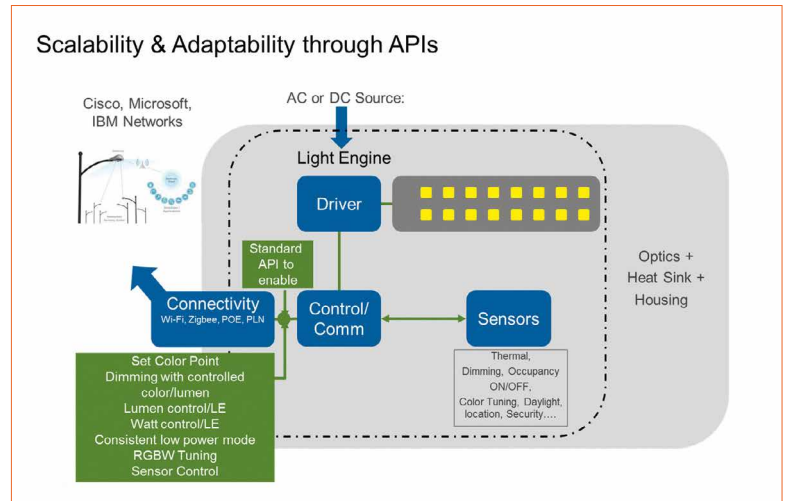 Scalability & Adaptability through APIs
Cisco, Microsoft,
IBM Networks
AC or DC Source:
Light Engine
Driver
Standard
API to
enable
Connectivity
Wi-Fi, Zigbee, POE, PLN
Control/
Comm
Sensors
Optics +
Heat Sink +
Housing
Set Color Point
Dimming with controlled
color/lumen
Lumen control/LE
Watt control/LE
Consistent low power mode
RGBW Tuning
Sensor Control
Thermal,
Dimming, Occupancy
ON/OFF,
Color Tuning, Daylight,
location, Security....